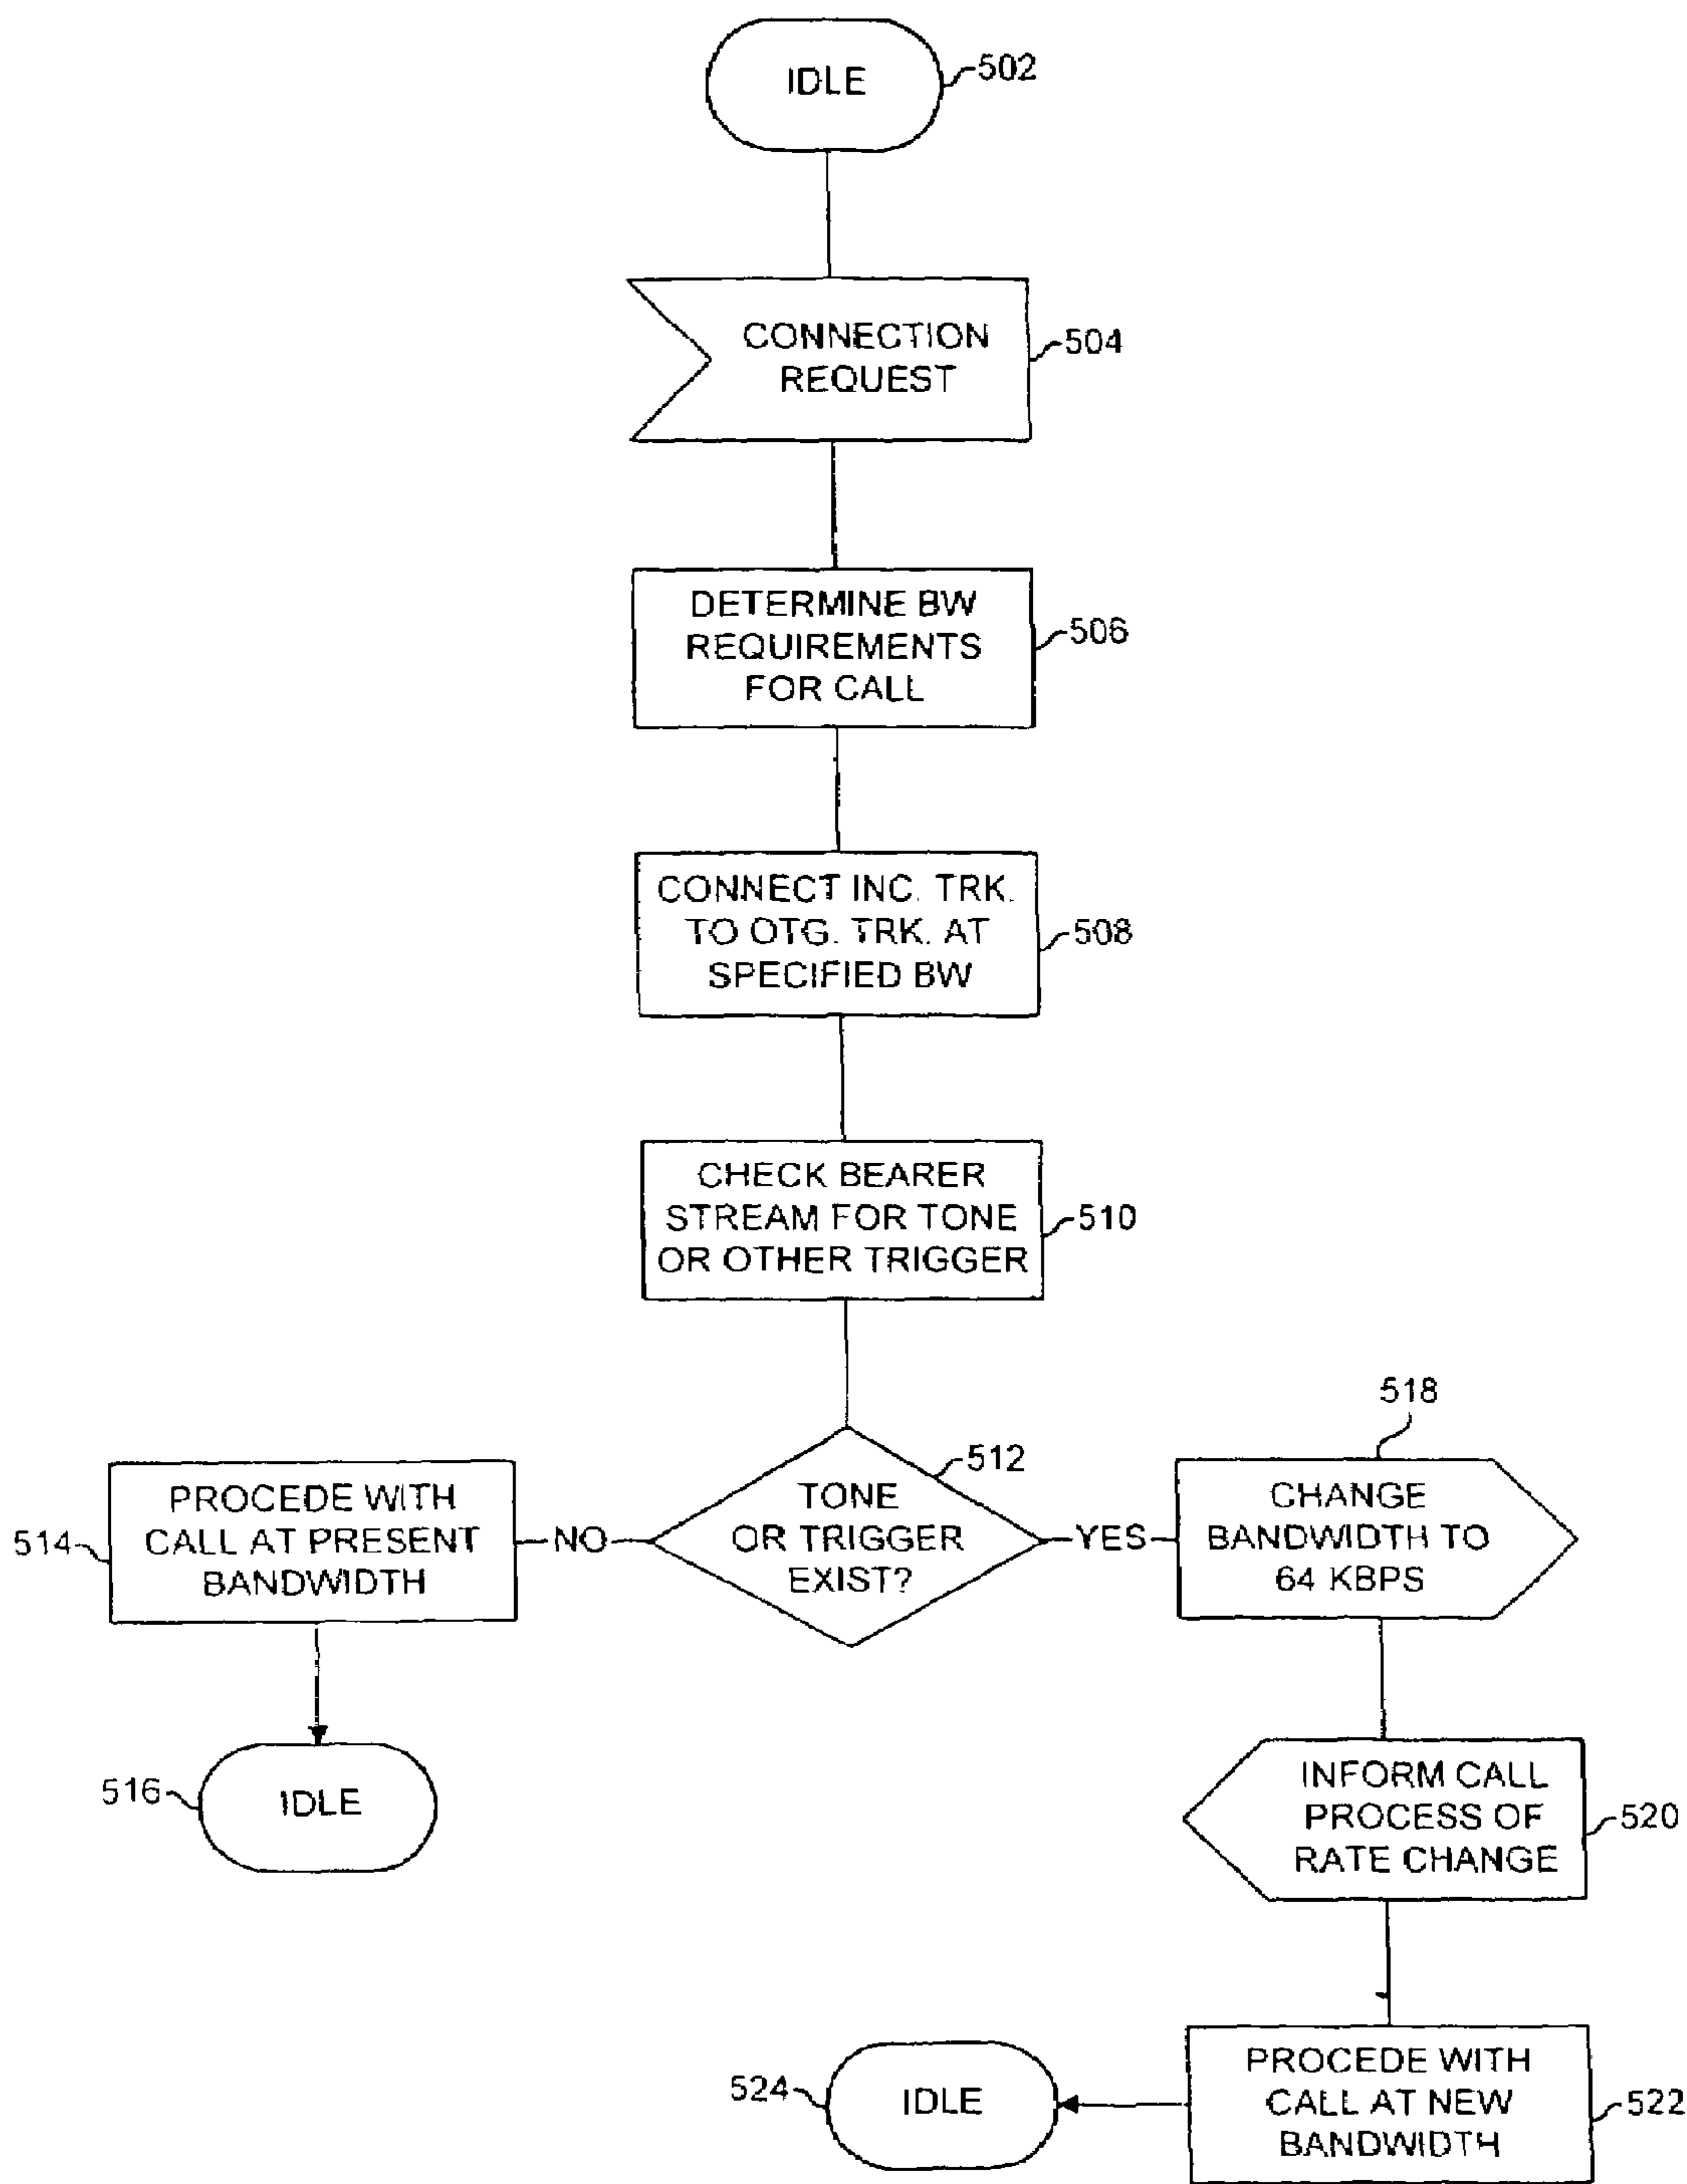 IDLE
502
CONNECTION
REQUEST
504
DETERMINE BW
REQUIREMENTS
FOR CALL
506
CONNECT INC. TRK.
TO OTG. TRK. AT
SPECIFIED BW
508
CHECK BEARER
STREAM FOR TONE
OR OTHER TRIGGER
510
TONE
OR TRIGGER
EXIST?
512
NO
PROCEDE WITH
CALL AT PRESENT
BANDWIDTH
514
IDLE
516
YES
518
CHANGE
BANDWIDTH TO
64 KBPS
INFORM CALL
PROCESS OF
RATE CHANGE
520
PROCEDE WITH
CALL AT NEW
BANDWIDTH
522
IDLE
524